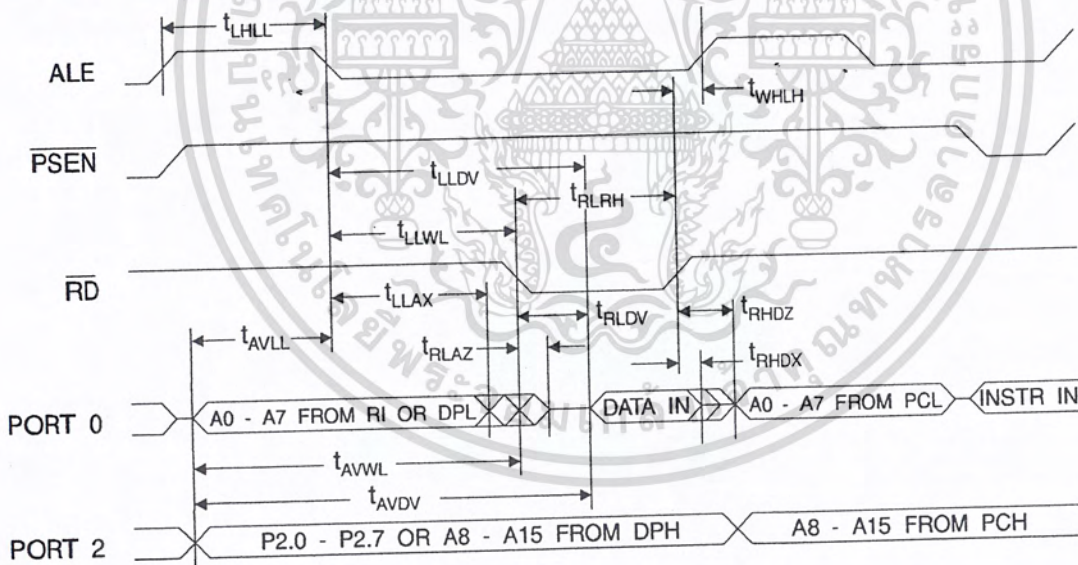 tLHLL
ALE
tWHLH
PSEN
tLLDV
tRLRH
tLLWL
RD
tLLAX
tRLDV
tRHDZ
tAVLL
tRLAZ
tRHDX
PORT 0
A0 - A7 FROM RI OR DPL
DATA IN
A0 - A7 FROM PCL
INSTR IN
tAVWL
tAVDV
PORT 2
P2.0 - P2.7 OR A8 - A15 FROM DPH
A8 - A15 FROM PCH